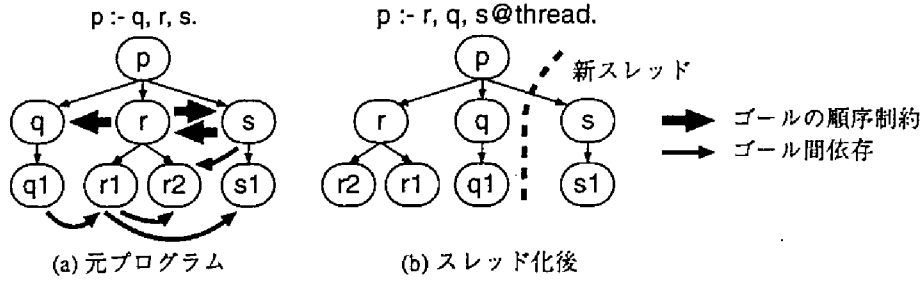 p :- q, r, s.
p
q
r
s
q1
r1
r2
s1
(a) 元プログラム
p :- r, q, s@thread.
p
新スレッド
r
q
s
r2
r1
q1
s1
(b) スレッド化後
ゴールの順序制約
ゴール間依存